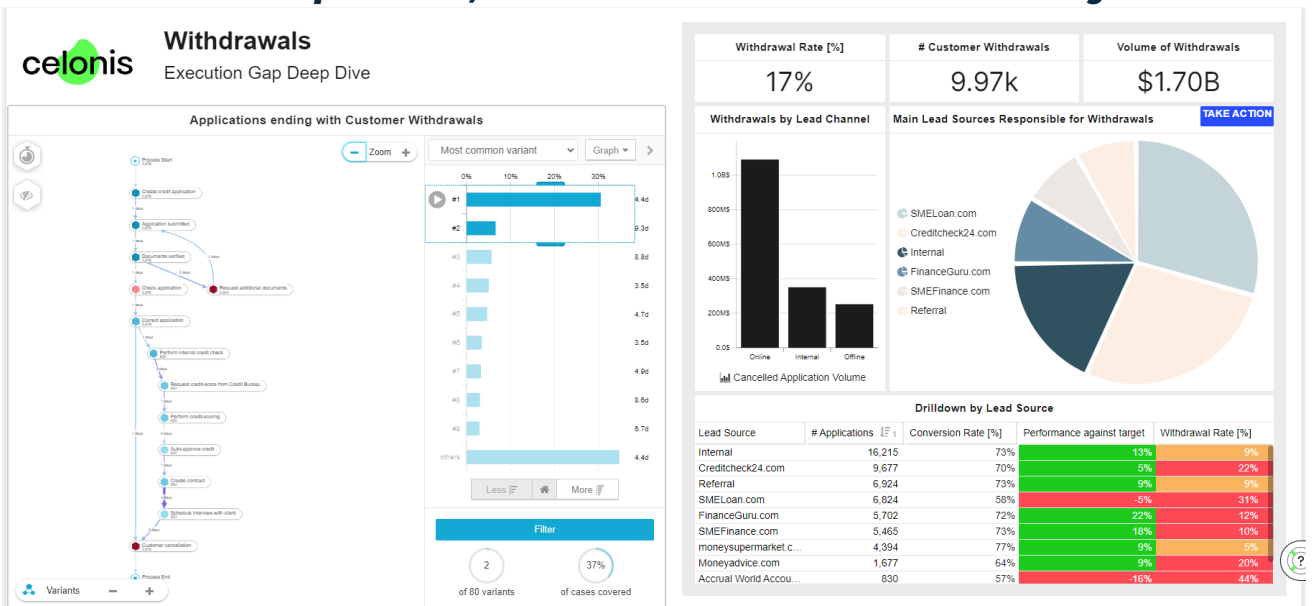 celonis
Withdrawals
Execution Gap Deep Dive
Applications ending with Customer Withdrawals
Zoom
Process Start
Create credit application
Application submitted
Documents verified
Request additional documents
Check application
Correct application
Perform internal credit check
Request credit-score from Credit Bureau
Perform credit-scoring
Auto-approve credit
Create contract
Schedule interview with client
Customer cancellation
Process End
Variants
Most common variant
Graph
0% 10% 20% 30%
#1 4.4d
#2 9.3d
#3 8.8d
#4 3.5d
#5 4.7d
#6 3.5d
#7 4.9d
#8 8.6d
#9 6.7d
others 4.4d
Less
More
Filter
2
of 80 variants
37%
of cases covered
Withdrawal Rate [%]
17%
# Customer Withdrawals
9.97k
Volume of Withdrawals
$1.70B
Withdrawals by Lead Channel
1.0B$
800M$
600M$
400M$
200M$
0.0$
Online Internal Offline
Cancelled Application Volume
Main Lead Sources Responsible for Withdrawals
TAKE ACTION
SMELoan.com
Creditcheck24.com
Internal
FinanceGuru.com
SMEFinance.com
Referral
Drilldown by Lead Source
Lead Source # Applications 1 Conversion Rate [%] Performance against target Withdrawal Rate [%]
Internal 16,215 73% 13% 9%
Creditcheck24.com 9,677 70% 5% 22%
Referral 6,924 73% 9% 9%
SMELoan.com 6,824 58% -5% 31%
FinanceGuru.com 5,702 72% 22% 12%
SMEFinance.com 5,465 73% 18% 10%
moneysupermarket.c... 4,394 77% 9% 5%
Moneyadvice.com 1,677 64% 9% 20%
Accrual World Accou... 830 57% -16% 44%
?